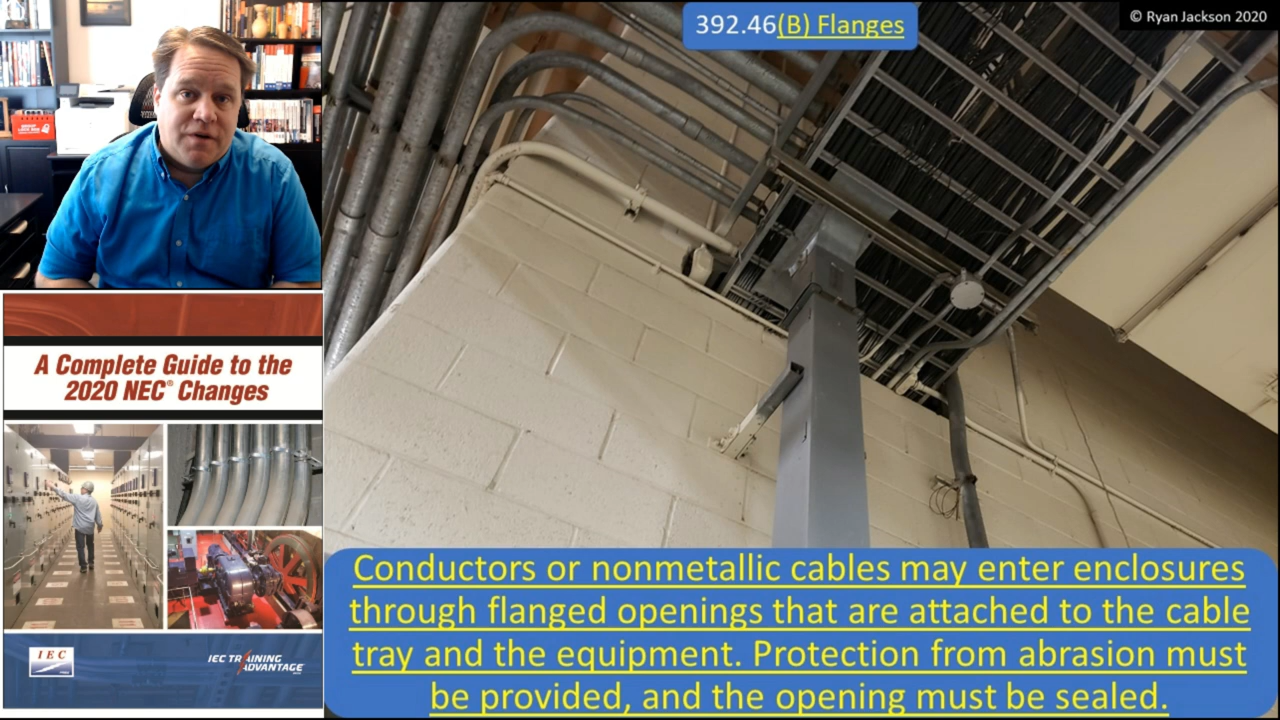 392.46(B) Flanges
© Ryan Jackson 2020
A Complete Guide to the
2020 NEC® Changes
IEC
IEC TRAINING
ADVANTAGE
Conductors or nonmetallic cables may enter enclosures
through flanged openings that are attached to the cable
tray and the equipment. Protection from abrasion must
be provided, and the opening must be sealed.